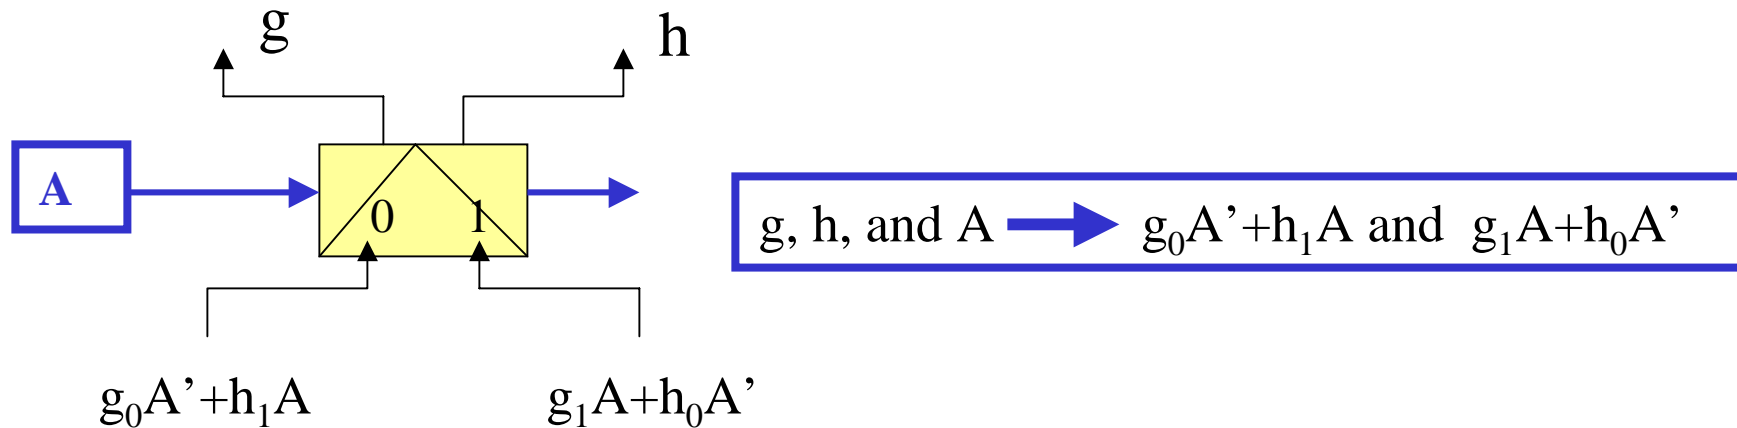 g h
A
0 1
g₀A’+h₁A g₁A+h₀A’
g, h, and A g₀A’+h₁A and g₁A+h₀A’